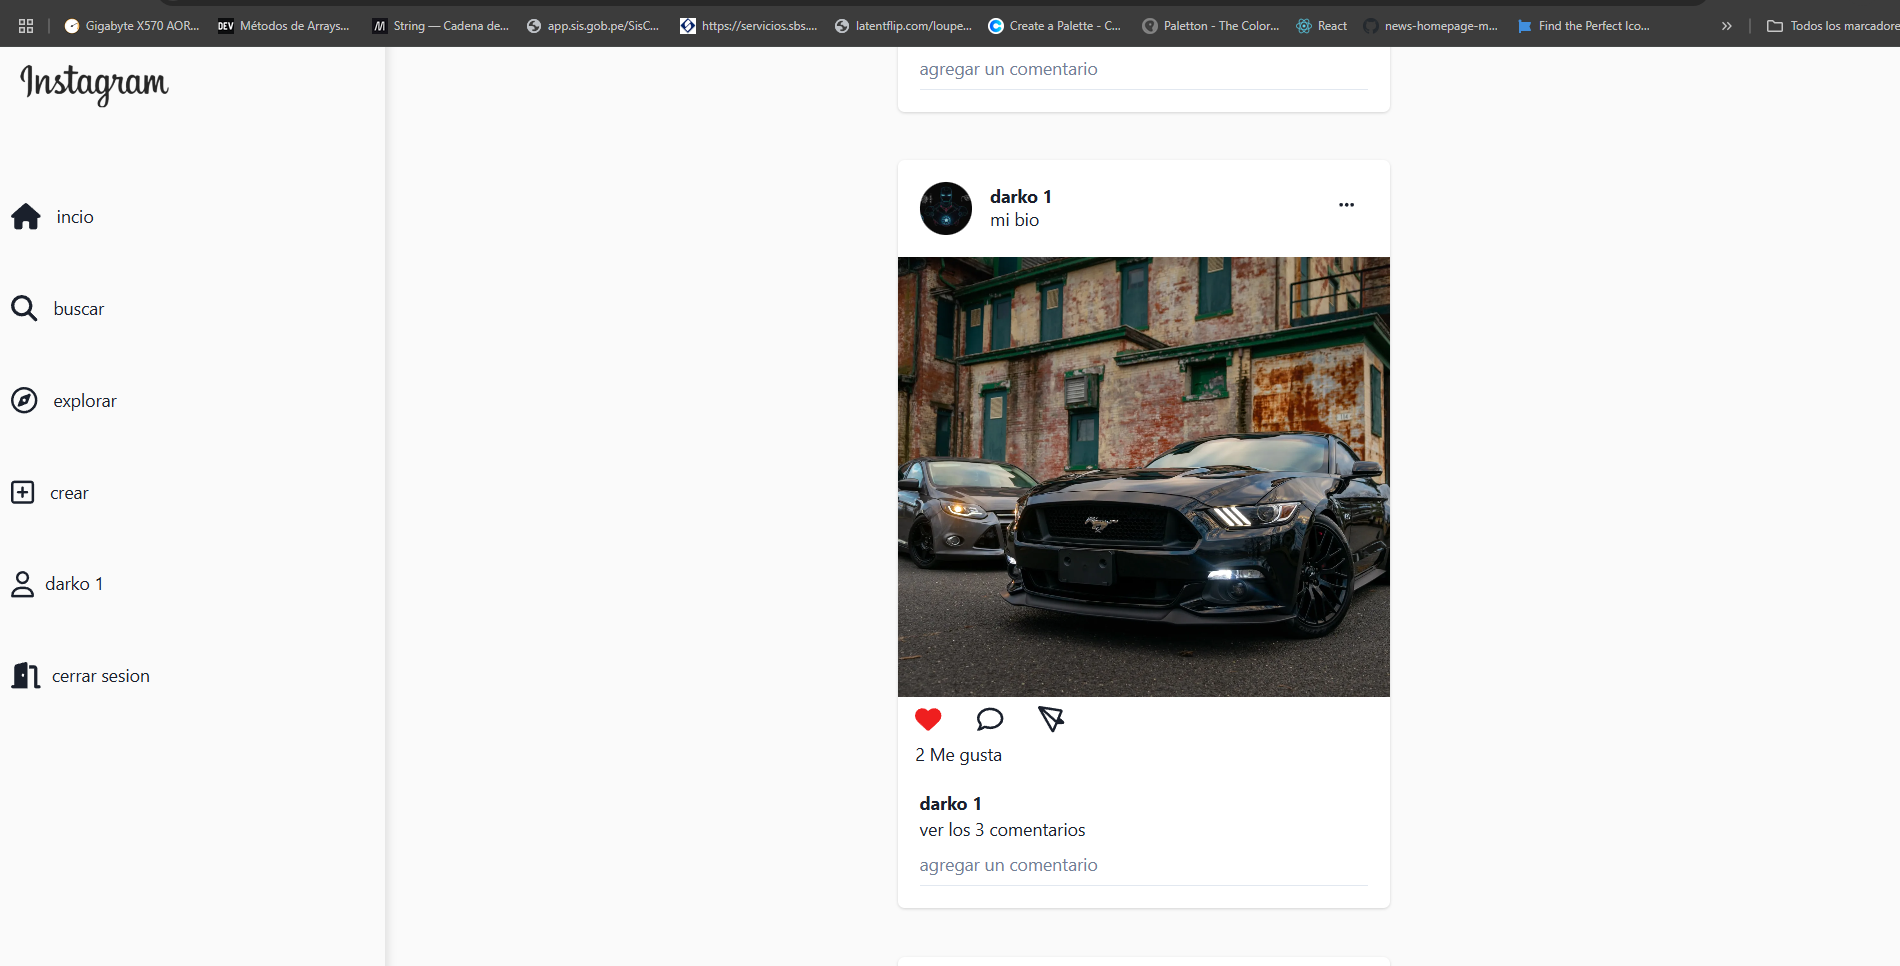 Gigabyte X570 AOR...
DEV Métodos de Arrays...
String — Cadena de...
app.sis.gob.pe/SisC...
https://servicios.sbs....
latentflip.com/loupe...
Create a Palette - C...
Paletton - The Color...
React
news-homepage-m...
Find the Perfect Ico...
Todos los marcadore
Instagram
incio
buscar
explorar
crear
darko 1
cerrar sesion
agregar un comentario
darko 1
mi bio
2 Me gusta
darko 1
ver los 3 comentarios
agregar un comentario